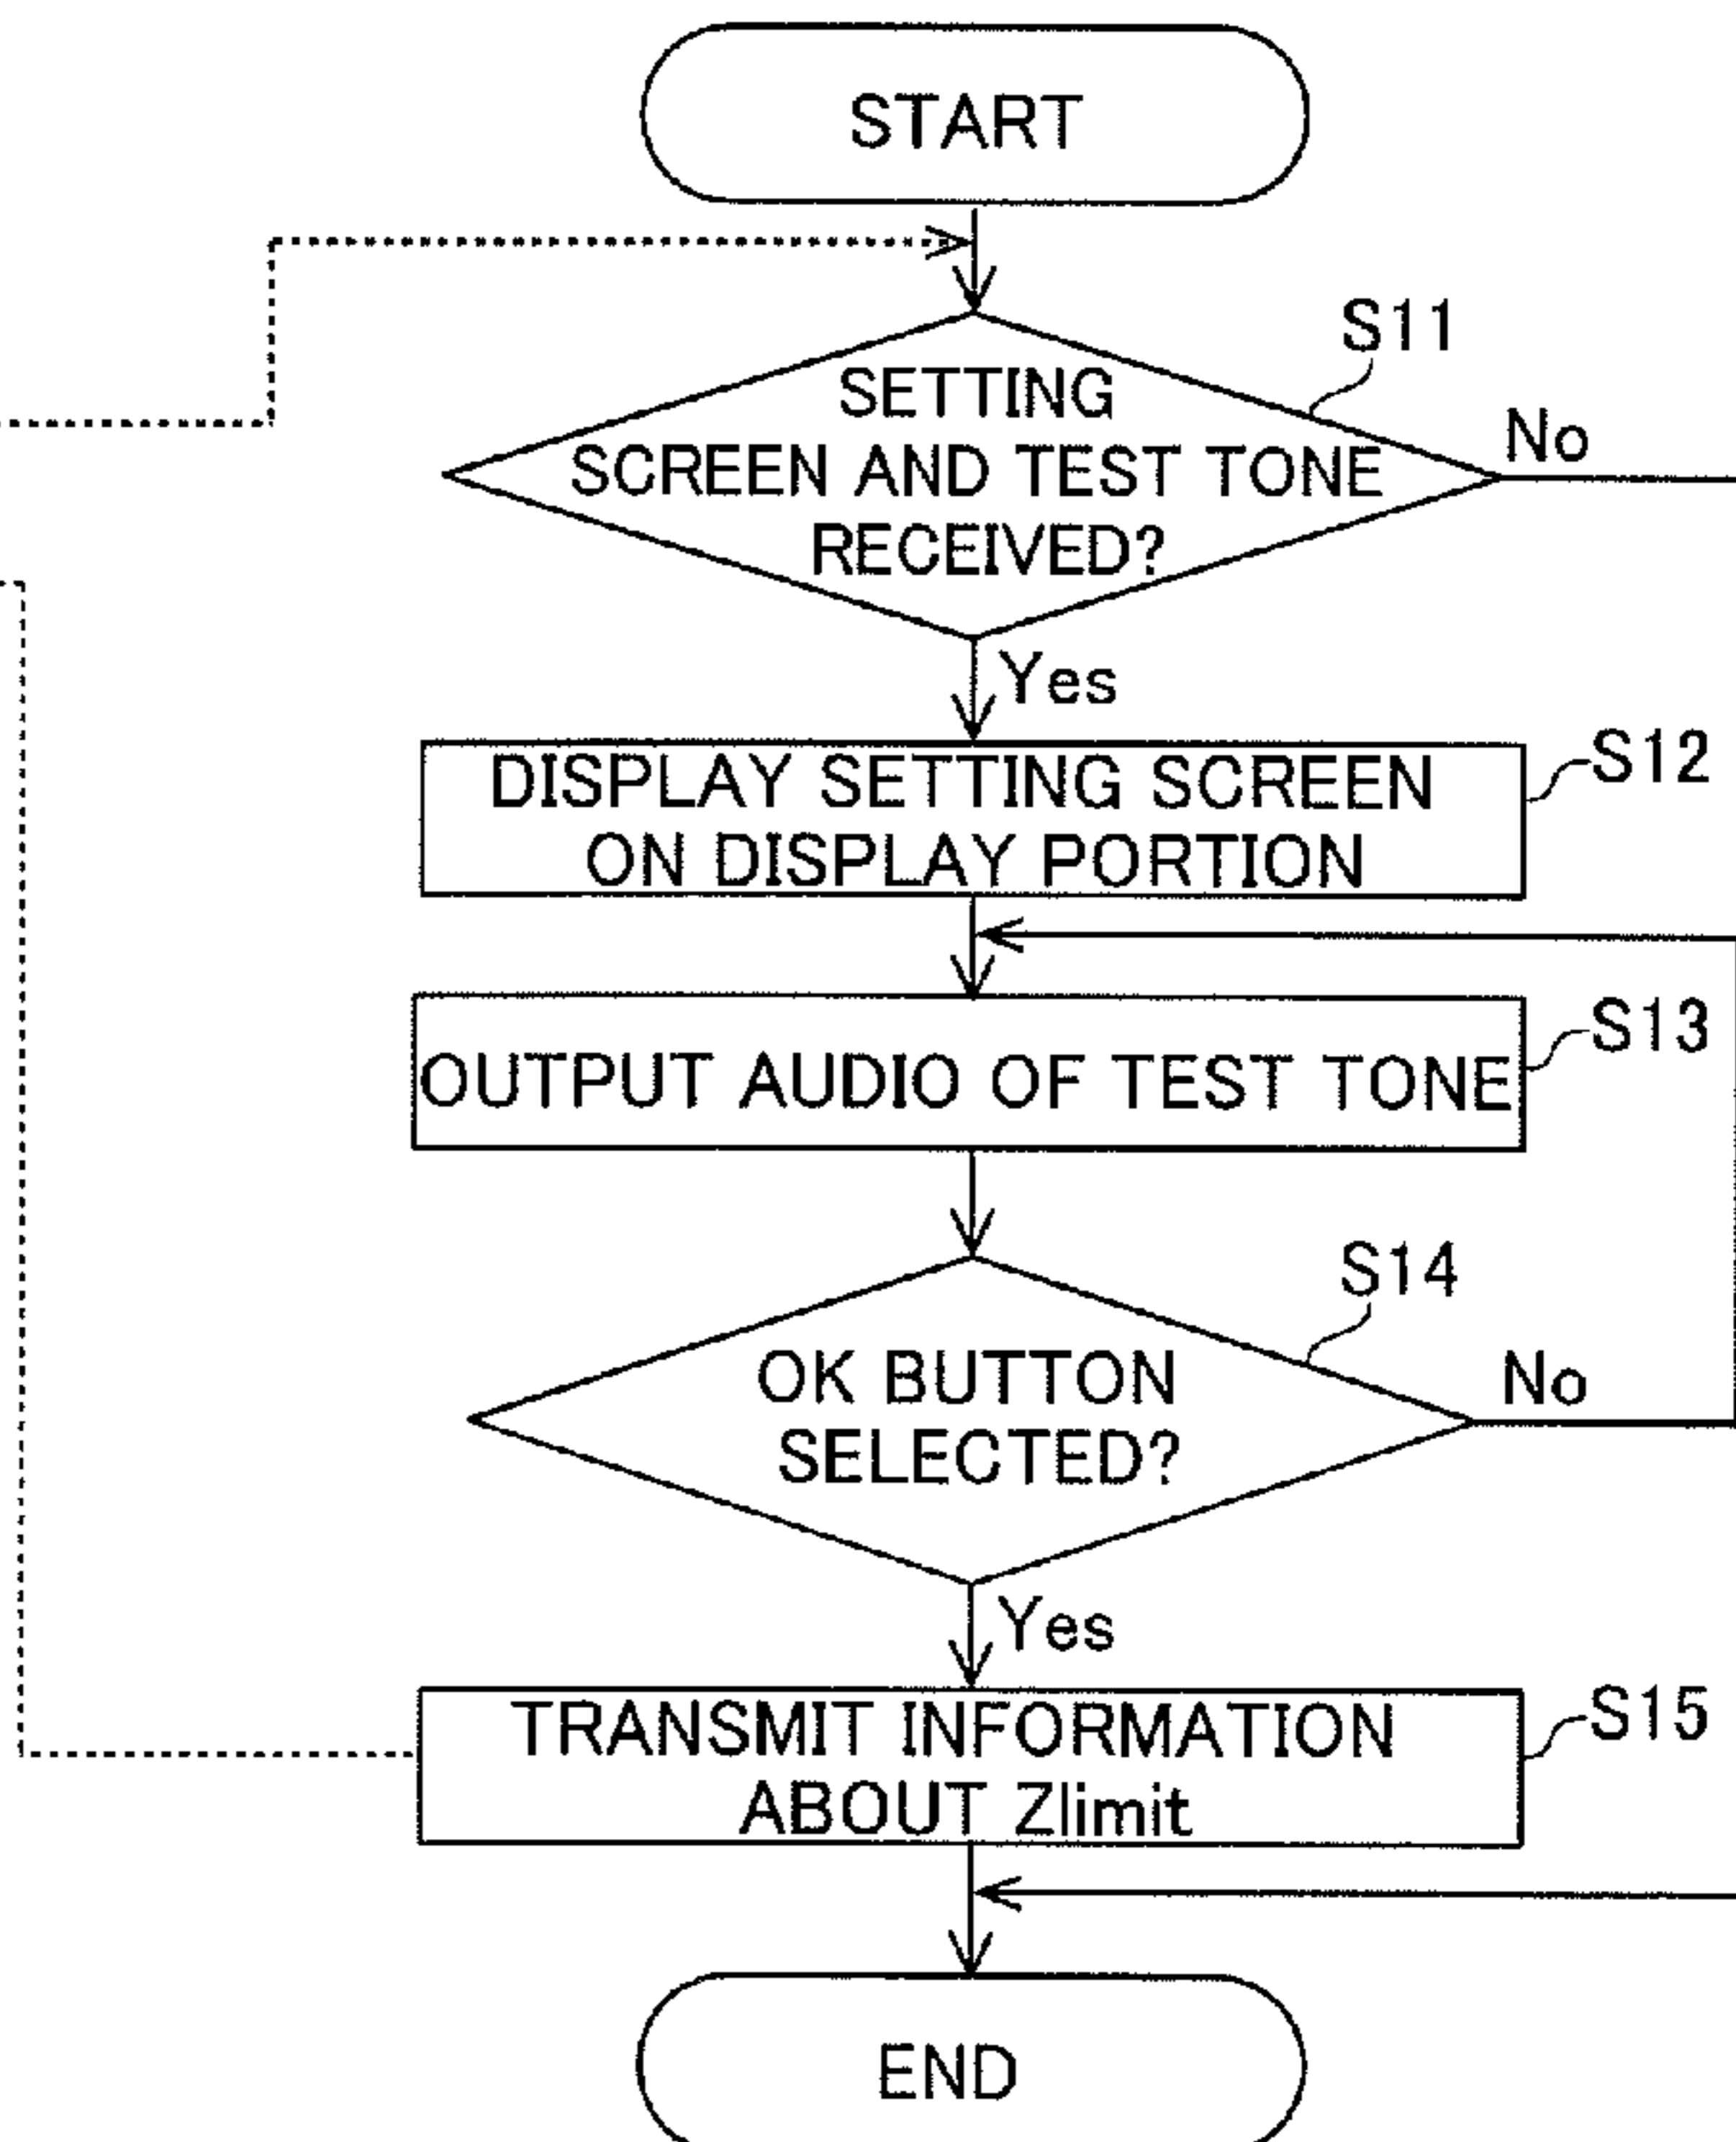 START
S11
SETTING
SCREEN AND TEST TONE
RECEIVED?
No
Yes
DISPLAY SETTING SCREEN
ON DISPLAY PORTION
S12
OUTPUT AUDIO OF TEST TONE
S13
S14
OK BUTTON
SELECTED?
No
Yes
TRANSMIT INFORMATION
ABOUT Zlimit
S15
END